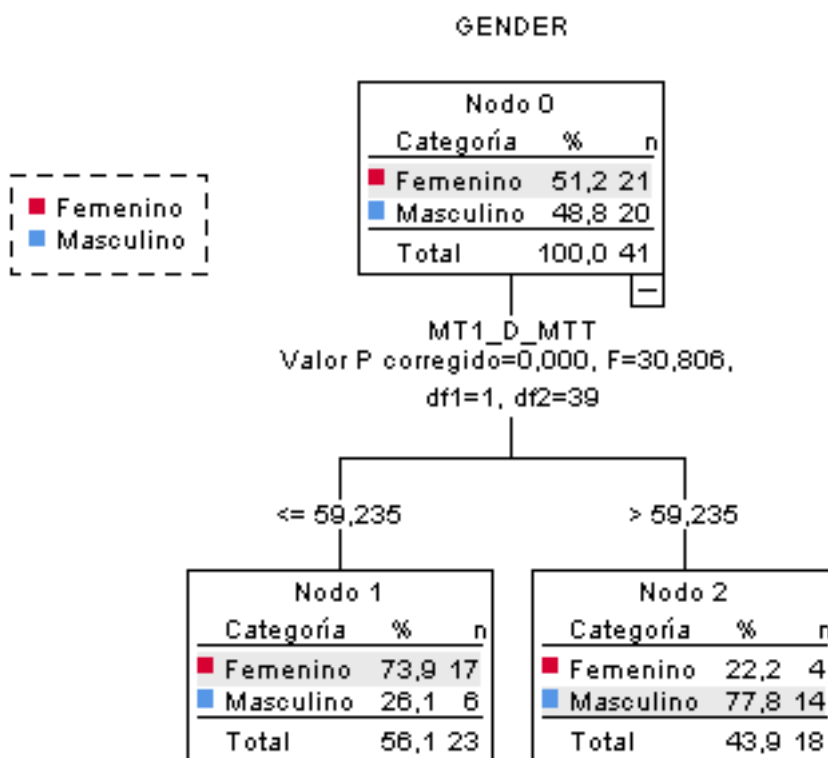 GENDER
Nodo 0
Categoría % n
Femenino 51,2 21
Masculino 48,8 20
Total 100,0 41
Femenino
Masculino
MT1_D_MTT
Valor P corregido=0,000, F=30,806,
df1=1, df2=39
<= 59,235
> 59,235
Nodo 1
Categoría % n
Femenino 73,9 17
Masculino 26,1 6
Total 56,1 23
Nodo 2
Categoría % n
Femenino 22,2 4
Masculino 77,8 14
Total 43,9 18